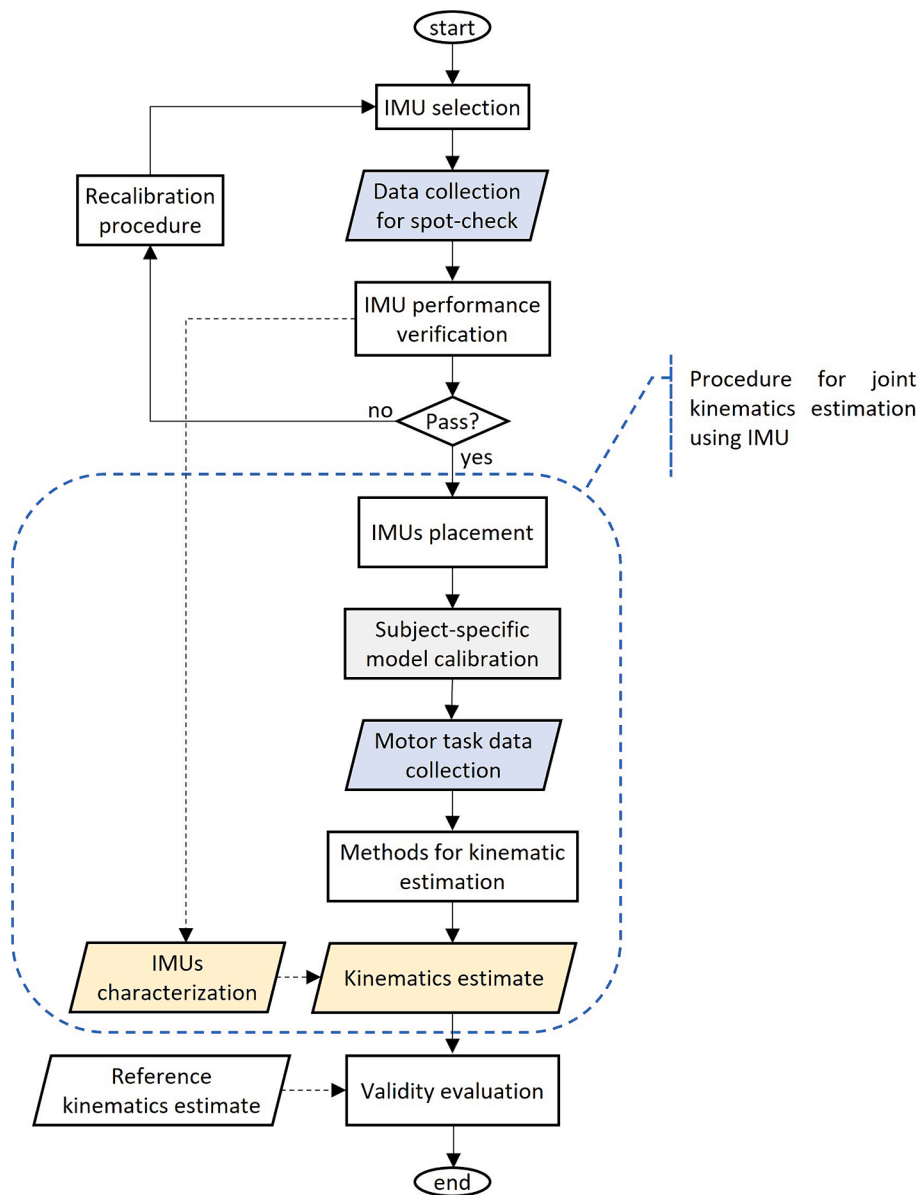 start
IMU selection
Data collection
for spot-check
Recalibration
procedure
IMU performance
verification
Pass?
no
yes
Procedure for joint
kinematics estimation
using IMU
IMUs placement
Subject-specific
model calibration
Motor task data
collection
Methods for kinematic
estimation
IMUs
characterization
Kinematics estimate
Reference
kinematics estimate
Validity evaluation
end